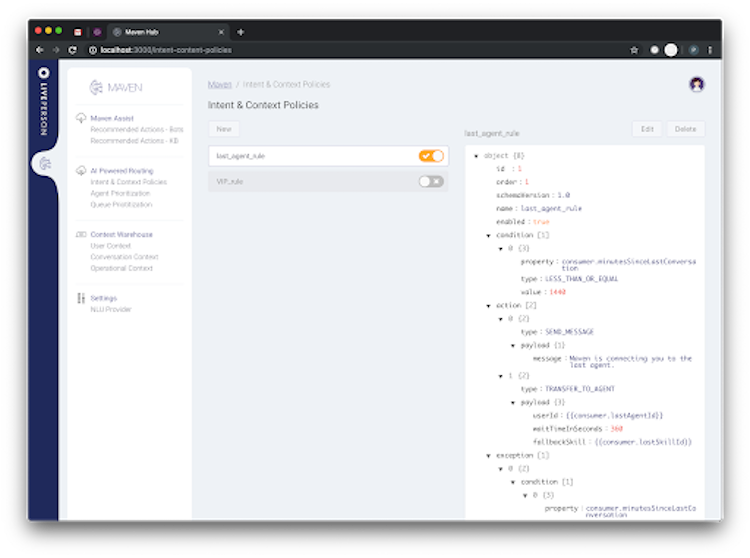 Maven Hub
localhost:3000/intent-content-policies
LIVEPERSON
MAVEN
Maven / Intent & Context Policies
Intent & Context Policies
Maven Assist
Recommended Actions - Bots
Recommended Actions - KB
AI Powered Routing
Intent & Context Policies
Agent Prioritization
Queue Prioritization
Context Warehouse
User Context
Conversation Context
Operational Context
Settings
NLU Provider
New
last_agent_rule
VIP_rule
last_agent_rule
Edit
Delete
object {8}
id : 1
order : 1
schemaVersion : 1.0
name : last_agent_rule
enabled : true
condition [1]
0 {3}
property : consumer.minutesSinceLastConversa
tion
type : LESS_THAN_OR_EQUAL
value : 1440
action [2]
0 {2}
type : SEND_MESSAGE
payload {1}
message : Maven is connecting you to the
last agent.
1 {2}
type : TRANSFER_TO_AGENT
payload {3}
userId : {{consumer.lastAgentId}}
waitTimeInSeconds : 360
fallbackSkill : {{consumer.lastSkillId}}
exception [1]
0 {2}
condition [1]
0 {3}
property : consumer.minutesSinceLastCo
nversation